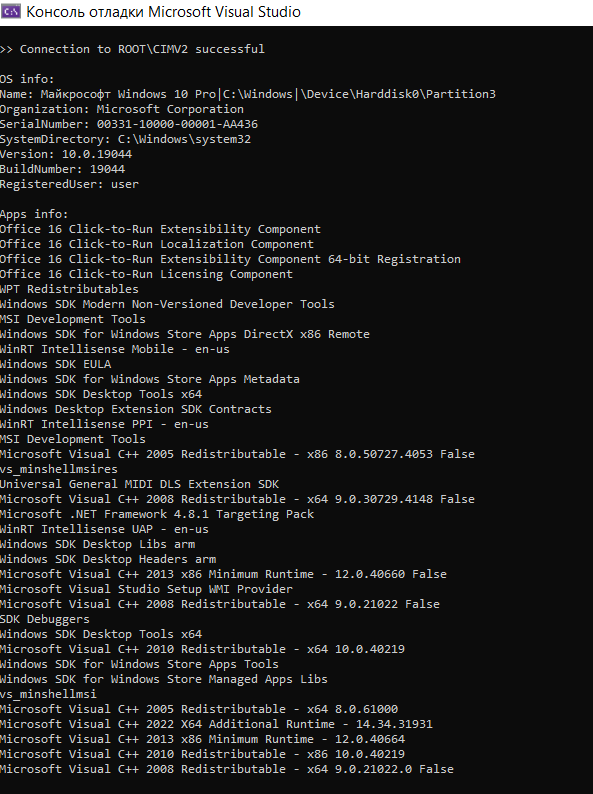 Консоль отладки Microsoft Visual Studio
>> Connection to ROOT\CIMV2 successful
OS info:
Name: Майкрософт Windows 10 Pro|C:\Windows|\Device\Harddisk0\Partition3
Organization: Microsoft Corporation
SerialNumber: 00331-10000-00001-AA436
SystemDirectory: C:\Windows\system32
Version: 10.0.19044
BuildNumber: 19044
RegisteredUser: user
Apps info:
Office 16 Click-to-Run Extensibility Component
Office 16 Click-to-Run Localization Component
Office 16 Click-to-Run Extensibility Component 64-bit Registration
Office 16 Click-to-Run Licensing Component
WPT Redistributables
Windows SDK Modern Non-Versioned Developer Tools
MSI Development Tools
Windows SDK for Windows Store Apps DirectX x86 Remote
WinRT Intellisense Mobile - en-us
Windows SDK EULA
Windows SDK for Windows Store Apps Metadata
Windows SDK Desktop Tools x64
Windows Desktop Extension SDK Contracts
WinRT Intellisense PPI - en-us
MSI Development Tools
Microsoft Visual C++ 2005 Redistributable - x86 8.0.50727.4053 False
vs_minshellmsires
Universal General MIDI DLS Extension SDK
Microsoft Visual C++ 2008 Redistributable - x64 9.0.30729.4148 False
Microsoft .NET Framework 4.8.1 Targeting Pack
WinRT Intellisense UAP - en-us
Windows SDK Desktop Libs arm
Windows SDK Desktop Headers arm
Microsoft Visual C++ 2013 x86 Minimum Runtime - 12.0.40660 False
Microsoft Visual Studio Setup WMI Provider
Microsoft Visual C++ 2008 Redistributable - x64 9.0.21022 False
SDK Debuggers
Windows SDK Desktop Tools x64
Microsoft Visual C++ 2010 Redistributable - x64 10.0.40219
Windows SDK for Windows Store Apps Tools
Windows SDK for Windows Store Managed Apps Libs
vs_minshellmsi
Microsoft Visual C++ 2005 Redistributable - x64 8.0.61000
Microsoft Visual C++ 2022 X64 Additional Runtime - 14.34.31931
Microsoft Visual C++ 2013 x86 Minimum Runtime - 12.0.40664
Microsoft Visual C++ 2010 Redistributable - x86 10.0.40219
Microsoft Visual C++ 2008 Redistributable - x64 9.0.21022.0 False